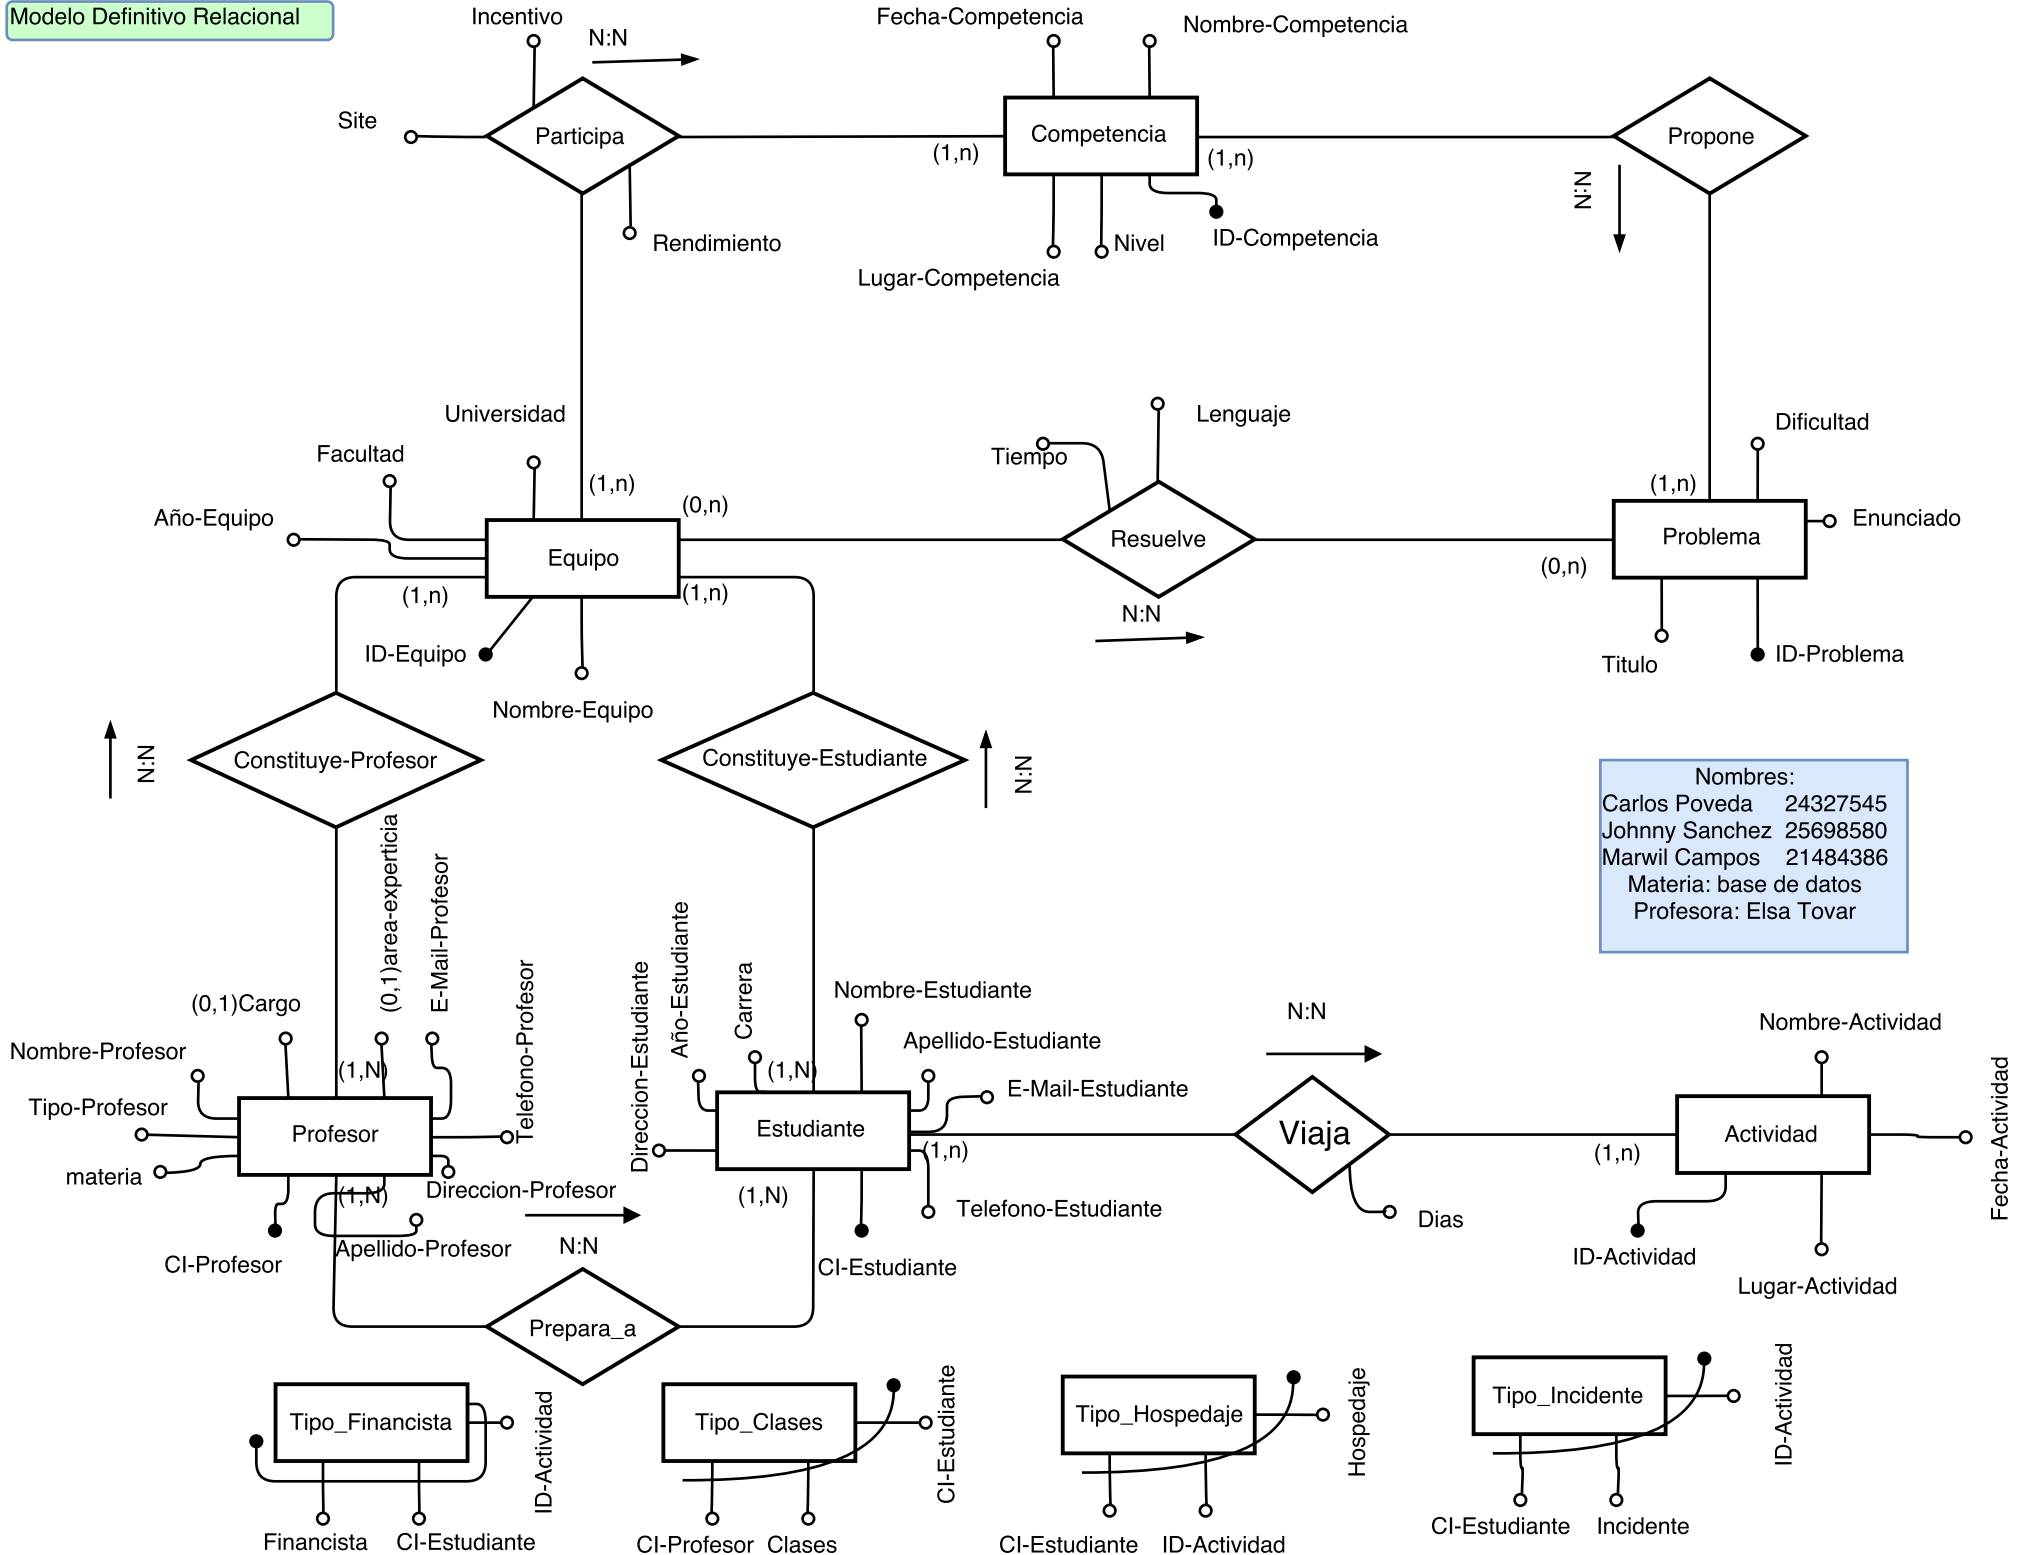 Modelo Definitivo Relacional
Incentivo
N:N
Fecha-Competencia
Nombre-Competencia
Site
Participa
Competencia
Propone
(1,n)
(1,n)
N:N
Rendimiento
Nivel
ID-Competencia
Lugar-Competencia
Universidad
Facultad
Año-Equipo
(1,n)
(0,n)
Tiempo
Lenguaje
Dificultad
(1,n)
Enunciado
Equipo
Resuelve
Problema
(0,n)
(1,n)
(1,n)
N:N
ID-Equipo
Titulo
ID-Problema
Nombre-Equipo
N:N
Constituye-Profesor
Constituye-Estudiante
N:N
Nombres:
Carlos Poveda 24327545
Johnny Sanchez 25698580
Marwil Campos 21484386
Materia: base de datos
Profesora: Elsa Tovar
(0,1)Cargo
(0,1)area-experticia
E-Mail-Profesor
Telefono-Profesor
Nombre-Profesor
(1,N)
Tipo-Profesor
Profesor
materia
(1,N)
Direccion-Profesor
CI-Profesor
Apellido-Profesor
Direccion-Estudiante
Año-Estudiante
Carrera
Nombre-Estudiante
(1,N)
Apellido-Estudiante
E-Mail-Estudiante
Estudiante
(1,n)
(1,N)
Telefono-Estudiante
CI-Estudiante
N:N
Viaja
Dias
(1,n)
Nombre-Actividad
Actividad
Fecha-Actividad
ID-Actividad
Lugar-Actividad
N:N
Prepara_a
Tipo_Financista
ID-Actividad
Financista
CI-Estudiante
Tipo_Clases
CI-Estudiante
CI-Profesor
Clases
Tipo_Hospedaje
Hospedaje
CI-Estudiante
ID-Actividad
Tipo_Incidente
ID-Actividad
CI-Estudiante
Incidente